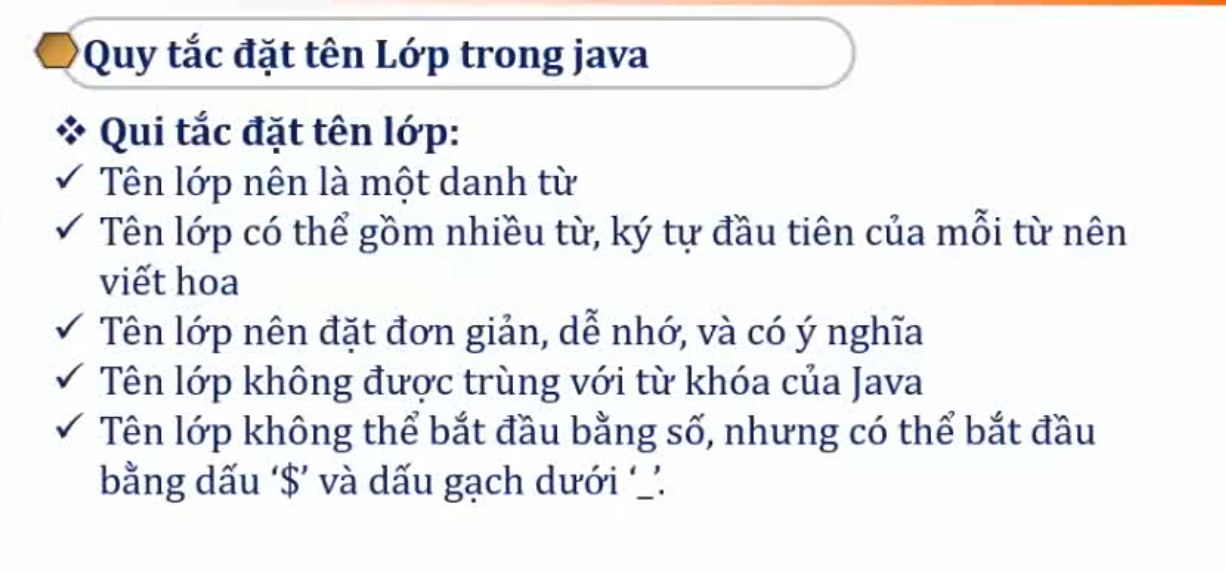 Quy tắc đặt tên Lớp trong java
❖ Qui tắc đặt tên lớp:
✓ Tên lớp nên là một danh từ
✓ Tên lớp có thể gồm nhiều từ, ký tự đầu tiên của mỗi từ nên
viết hoa
✓ Tên lớp nên đặt đơn giản, dễ nhớ, và có ý nghĩa
✓ Tên lớp không được trùng với từ khóa của Java
✓ Tên lớp không thể bắt đầu bằng số, nhưng có thể bắt đầu
bằng dấu ‘$’ và dấu gạch dưới ‘_’.